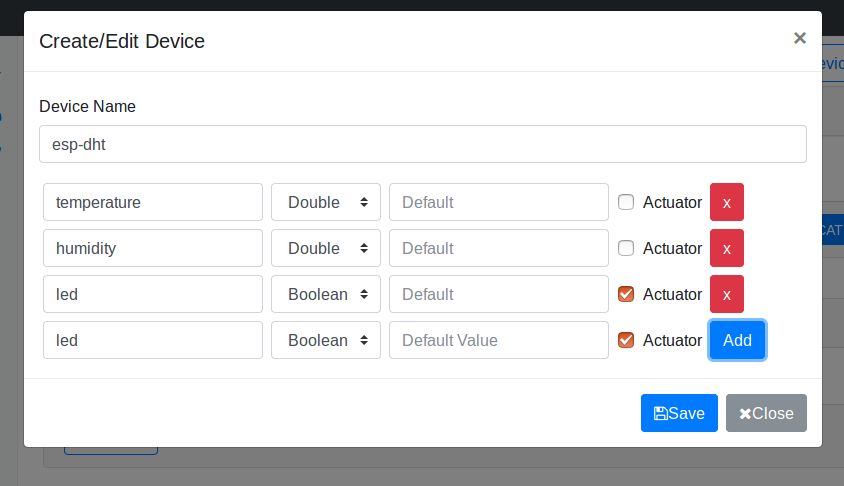 Create/Edit Device
×
Device Name
esp-dht
temperature Double Default Actuator x
humidity Double Default Actuator x
led Boolean Default Actuator x
led Boolean Default Value Actuator Add
Save Close